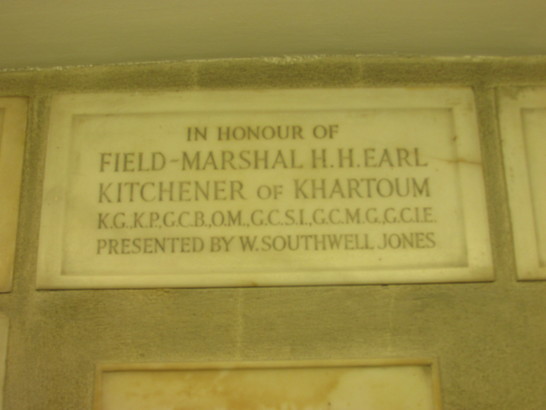 IN HONOUR OF
FIELD-MARSHAL H.H.EARL
KITCHENER OF KHARTOUM
K.G.,K.P.,G.C.B.,O.M.,G.C.S.I.,G.C.M.G.,G.C.I.E.
PRESENTED BY W.SOUTHWELL JONES